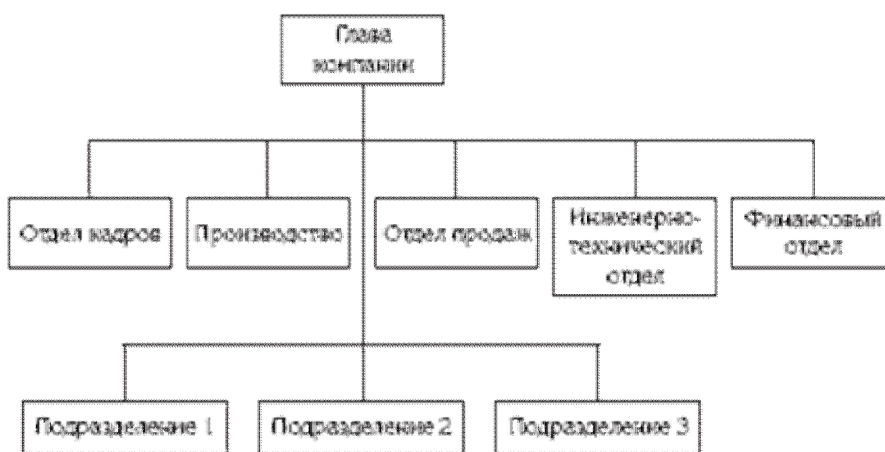 Глава
компании
Отдел кадров
Производство
Отдел продаж
Инженерно-
технический
отдел
Финансовый
отдел
Подразделение 1
Подразделение 2
Подразделение 3